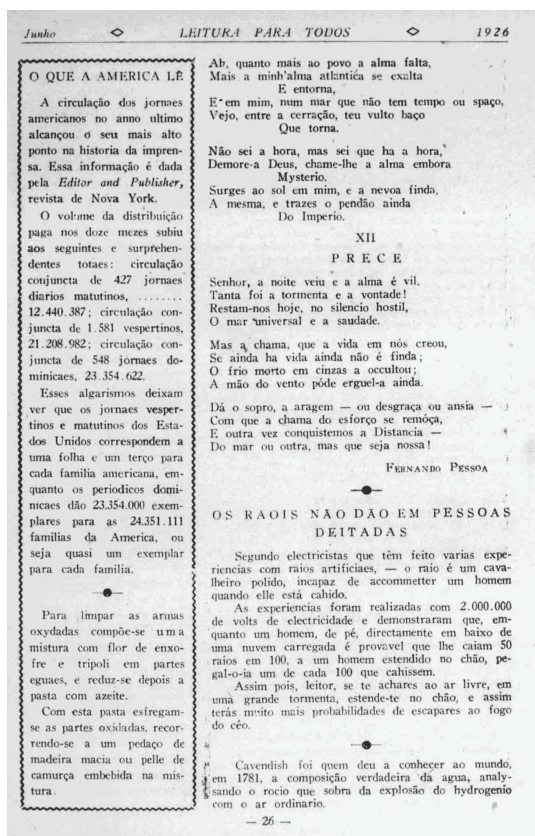 Junho LEITURA PARA TODOS 1926
O QUE A AMERICA LÊ
A circulação dos jornaes
americanos no anno ultimo
alcançou o seu mais alto
ponto na historia da impren-
sa. Essa informação é dada
pela Editor and Publisher,
revista de Nova York.
O volume da distribuição
paga nos doze mezes subiu
aos seguintes e surprehen-
dentes totaes: circulação
conjuncta de 427 jornaes
diarios matutinos, ........
12.440.387; circulação con-
juncta de 1.581 vespertinos,
21.208.982; circulação con-
juncta de 548 jornaes do-
minicaes, 23.354.622.
Esses algarismos deixam
ver que os jornaes vesper-
tinos e matutinos dos Esta-
dos Unidos correspondem a
uma folha e um terço para
cada familia americana, em-
quanto os periodicos domi-
nicaes dão 23.354.000 exem-
plares para as 24.351.111
familias da America, ou
seja quasi um exemplar
para cada familia.
Para limpar as armas
oxydadas compõe-se uma
mistura com flor de enxo-
fre e tripoli em partes
eguaes, e reduz-se depois a
pasta com azeite.
Com esta pasta esfregam-
se as partes oxidadas, recor-
rendo-se a um pedaço de
madeira macia ou pelle de
camurça embebida na mis-
tura.
Ah, quanto mais ao povo a alma falta,
Mais a minh'alma atlantica se exalta
E entorna,
E em mim, num mar que não tem tempo ou spaço,
Vejo, entre a cerração, teu vulto baço
Que torna.
Não sei a hora, mas sei que ha a hora,
Demore-a Deus, chame-lhe a alma embora
Mysterio.
Surges ao sol em mim, e a nevoa finda,
A mesma, e trazes o pendão ainda
Do Imperio.
XII
PRECE
Senhor, a noite veiu e a alma é vil.
Tanta foi a tormenta e a vontade!
Restam-nos hoje, no silencio hostil,
O mar universal e a saudade.
Mas a chama, que a vida em nós creou,
Se ainda ha vida ainda não é finda;
O frio morto em cinzas a occultou;
A mão do vento póde erguel-a ainda.
Dá o sopro, a aragem — ou desgraça ou ansia —
Com que a chama do esforço se remóça,
E outra vez conquistemos a Distancia —
Do mar ou outra, mas que seja nossa!
FERNANDO PESSOA
OS RAOIS NÃO DÃO EM PESSOAS
DEITADAS
Segundo electricistas que têm feito varias expe-
riencias com raios artificiaes, — o raio é um cava-
lheiro polido, incapaz de accommetter um homem
quando elle está cahido.
As experiencias foram realizadas com 2.000.000
de volts de electricidade e demonstraram que, em-
quanto um homem, de pé, directamente em baixo de
uma nuvem carregada é provavel que lhe caiam 50
raios em 100, a um homem estendido no chão, pe-
gal-o-ia um de cada 100 que cahissem.
Assim pois, leitor, se te achares ao ar livre, em
uma grande tormenta, estende-te no chão, e assim
terás muito mais probabilidades de escapares ao fogo
do céo.
Cavendish foi quem deu a conhecer ao mundo,
em 1781, a composição verdadeira da agua, analy-
sando o rocio que sobra da explosão do hydrogenio
com o ar ordinario.
— 26 —